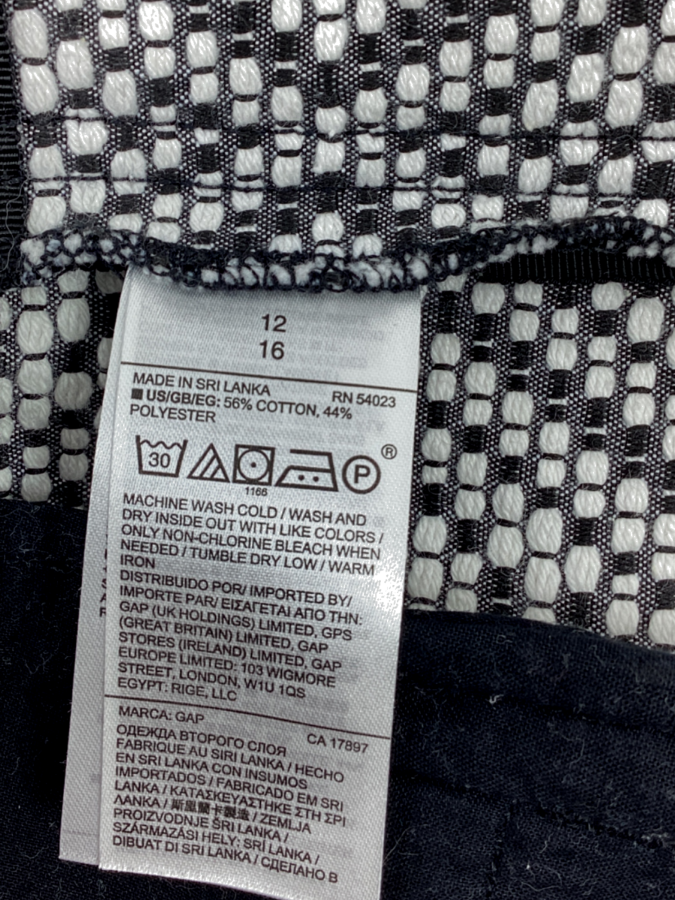 12
16
MADE IN SRI LANKA RN 54023
US/GB/EG: 56% COTTON, 44%
POLYESTER
30 P ®
1166
MACHINE WASH COLD / WASH AND
DRY INSIDE OUT WITH LIKE COLORS /
ONLY NON-CHLORINE BLEACH WHEN
NEEDED / TUMBLE DRY LOW / WARM
IRON
DISTRIBUIDO POR/ IMPORTED BY/
IMPORTE PAR/ ΕΙΣΑΓΕΤΑΙ ΑΠΟ ΤΗΝ:
GAP (UK HOLDINGS) LIMITED, GPS
(GREAT BRITAIN) LIMITED, GAP
STORES (IRELAND) LIMITED, GAP
EUROPE LIMITED: 103 WIGMORE
STREET, LONDON, W1U 1QS
EGYPT: RIGE, LLC
MARCA: GAP CA 17897
ОДЕЖДА ВТОРОГО СЛОЯ
FABRIQUE AU SIRI LANKA / HECHO
EN SRI LANKA CON INSUMOS
IMPORTADOS / FABRICADO EM SRI
LANKA / ΚΑΤΑΣΚΕΥΑΣΤΗΚΕ ΣΤΗ ΣΡΙ
ΛΑΝΚΑ / 斯里蘭卡製造 / ZEMLJA
PROIZVODNJE SRI LANKA /
SZÁRMAZÁSI HELY: SRÍ LANKA /
DIBUAT DI SRI LANKA / СДЕЛАНО В